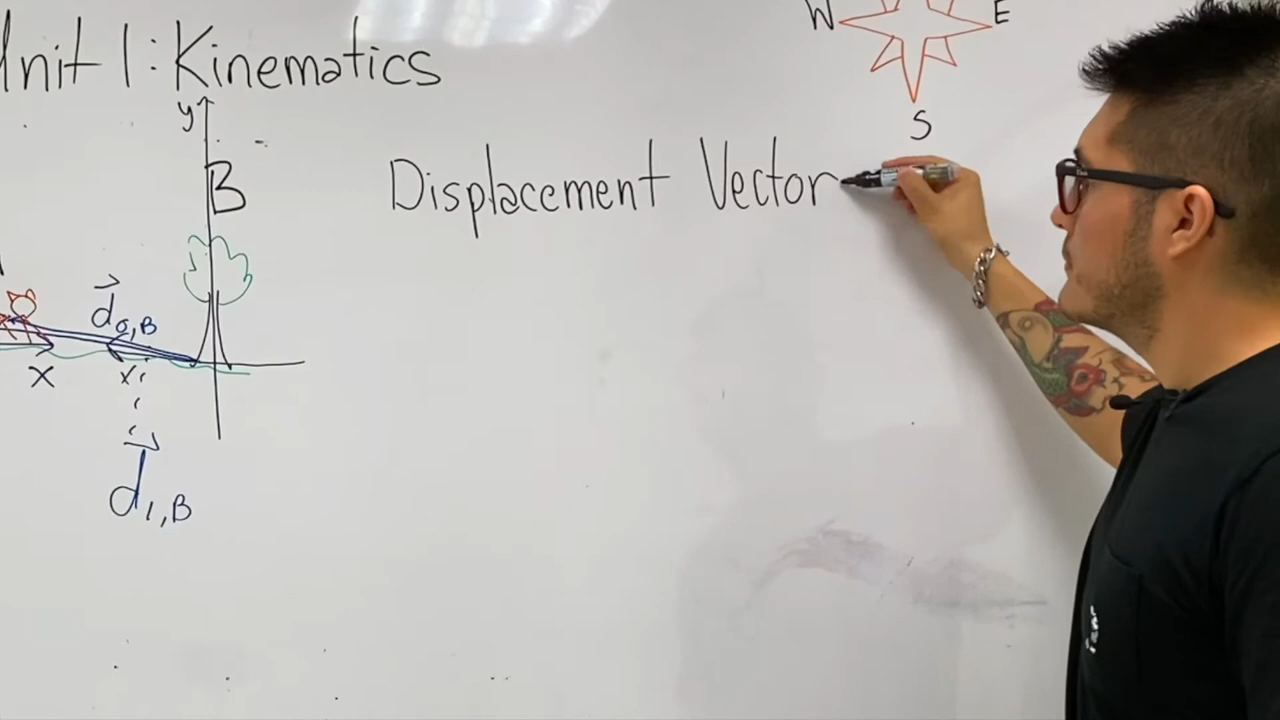 Unit 1: Kinematics
W
E
S
y
B
Displacement Vector
d₀,B
x
x
d₁,B